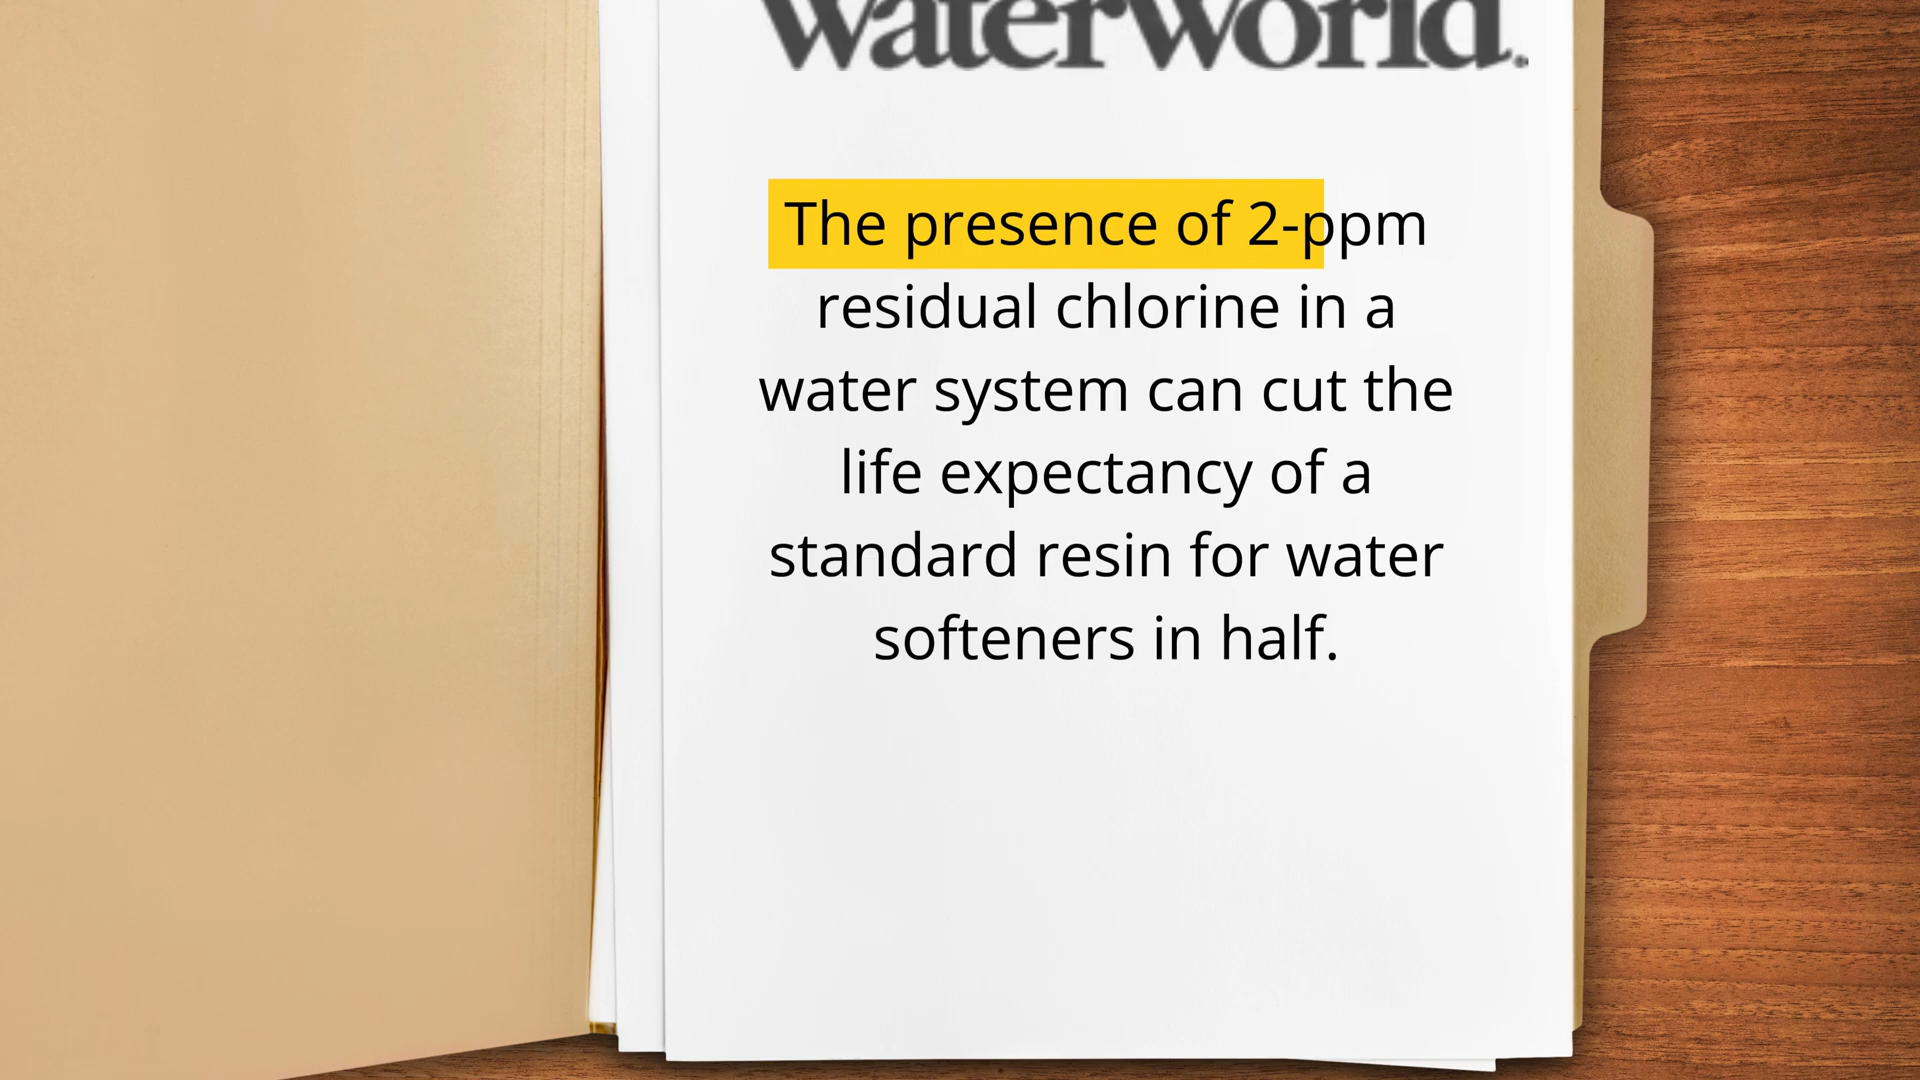 WaterWorld.
The presence of 2-ppm
residual chlorine in a
water system can cut the
life expectancy of a
standard resin for water
softeners in half.